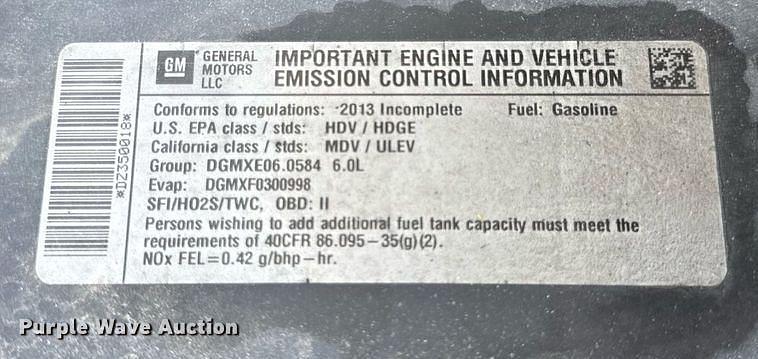 GM
GENERAL MOTORS LLC
IMPORTANT ENGINE AND VEHICLE
EMISSION CONTROL INFORMATION
Conforms to regulations: 2013 Incomplete Fuel: Gasoline
U.S. EPA class / stds: HDV / HDGE
California class / stds: MDV / ULEV
Group: DGMXE06.0584 6.0L
Evap: DGMXF0300998
SFI/HO2S/TWC, OBD: II
Persons wishing to add additional fuel tank capacity must meet the
requirements of 40CFR 86.095-35(g)(2).
NOx FEL=0.42 g/bhp-hr.
*DZ350018*
Purple Wave Auction